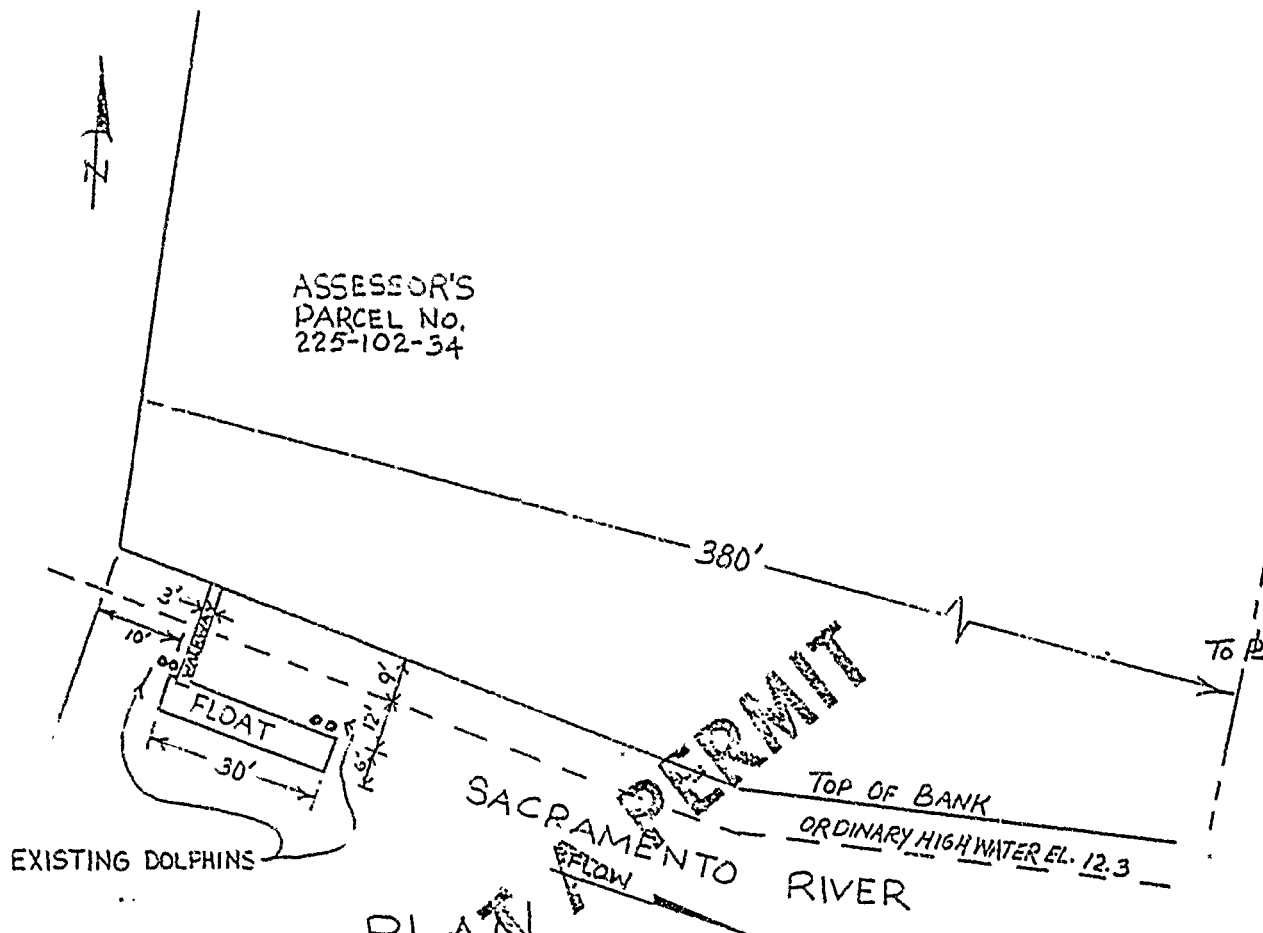 N
ASSESSOR'S
PARCEL No.
225-102-34
380'
3'
10'
FLOAT
30'
9'
12'
6'
To
EXISTING DOLPHINS
TOP OF BANK
ORDINARY HIGH WATER EL. 12.3
SACRAMENTO RIVER
FLOW
PERMIT
PLAN